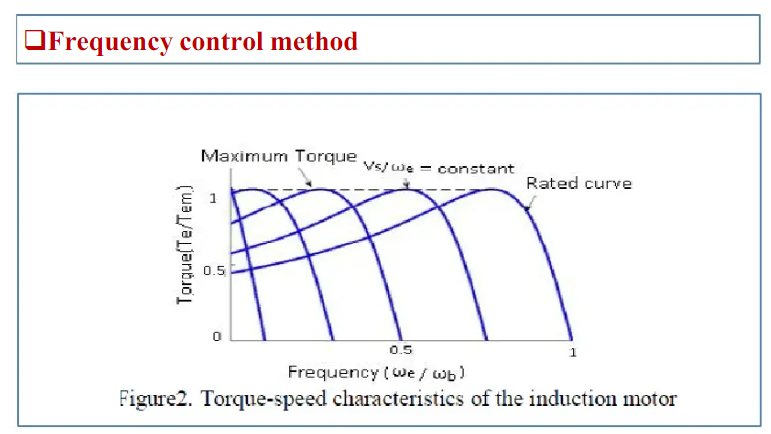 ❑Frequency control method
Maximum Torque
Vs/ωe = constant
Rated curve
Torque(Te/Tem)
1
0.5
0
0.5
1
Frequency (ωe / ωb)
Figure2. Torque-speed characteristics of the induction motor